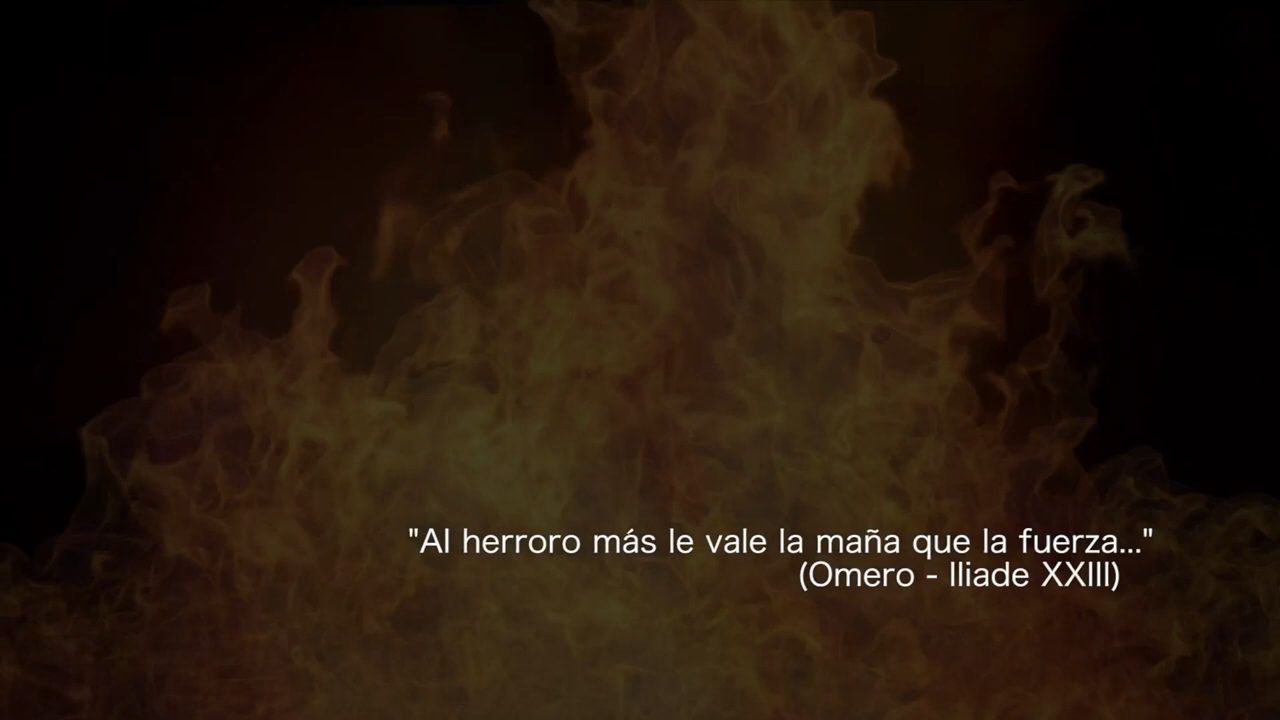 "Al herroro más le vale la maña que la fuerza..."
(Omero - Iliade XXIII)